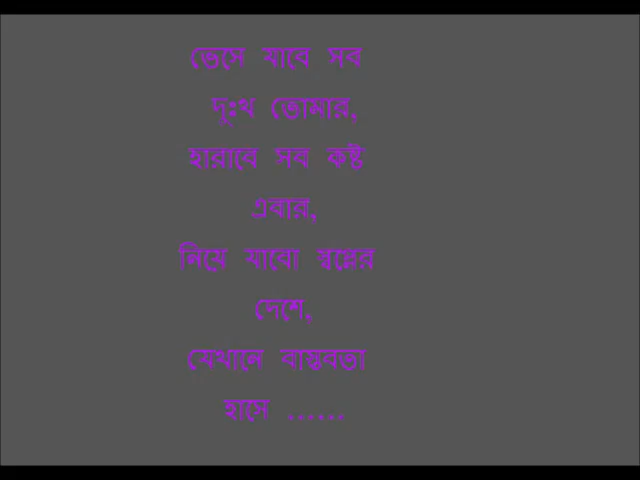 ভেসে যাবে সব
দুঃখ তোমার,
হারাবে সব কষ্ট
এবার,
নিয়ে যাবো স্বপ্নের
দেশে,
যেখানে বাস্তবতা
হাসে ......